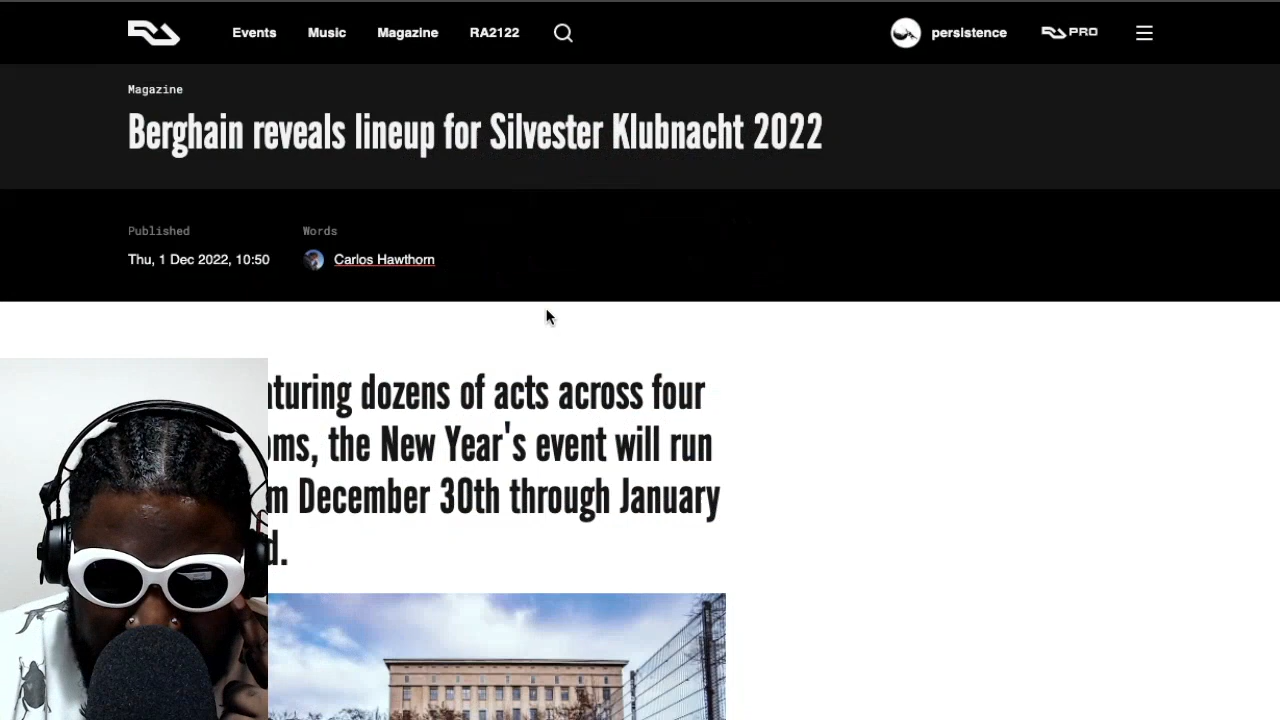 Events Music Magazine RA2122 persistence PRO
Magazine
Berghain reveals lineup for Silvester Klubnacht 2022
Published Words
Thu, 1 Dec 2022, 10:50 Carlos Hawthorn
dozens of acts across four
the New Year's event will run
December 30th through January